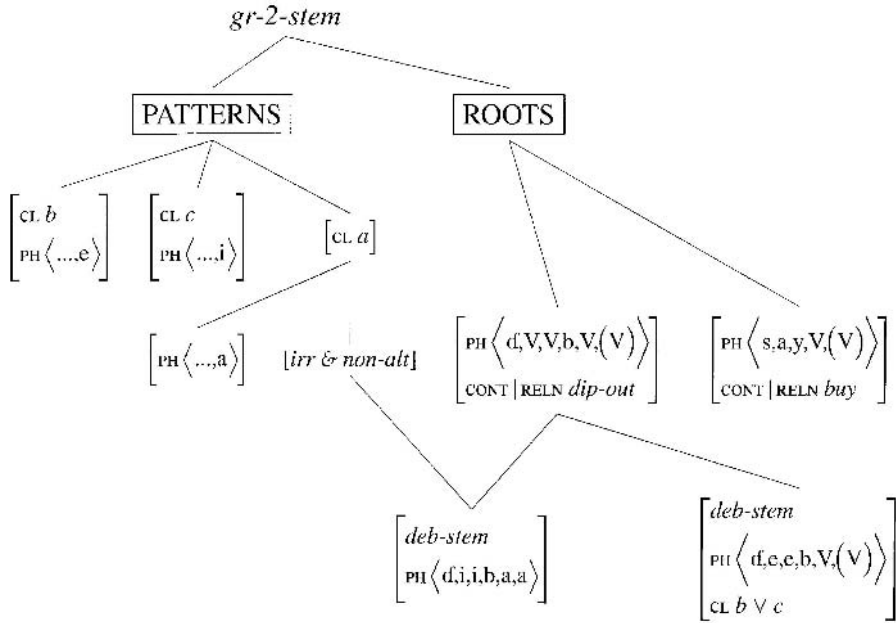 gr-2-stem
PATTERNS
ROOTS
CL b
PH ⟨...,e⟩
CL c
PH ⟨...,i⟩
[CL a]
[PH ⟨...,a⟩]
[irr & non-alt]
PH ⟨ɗ,V,V,b,V,(V)⟩
CONT|RELN dip-out
PH ⟨s,a,y,V,(V)⟩
CONT|RELN buy
deb-stem
PH ⟨ɗ,i,i,b,a,a⟩
deb-stem
PH ⟨ɗ,e,e,b,V,(V)⟩
CL b ∨ c